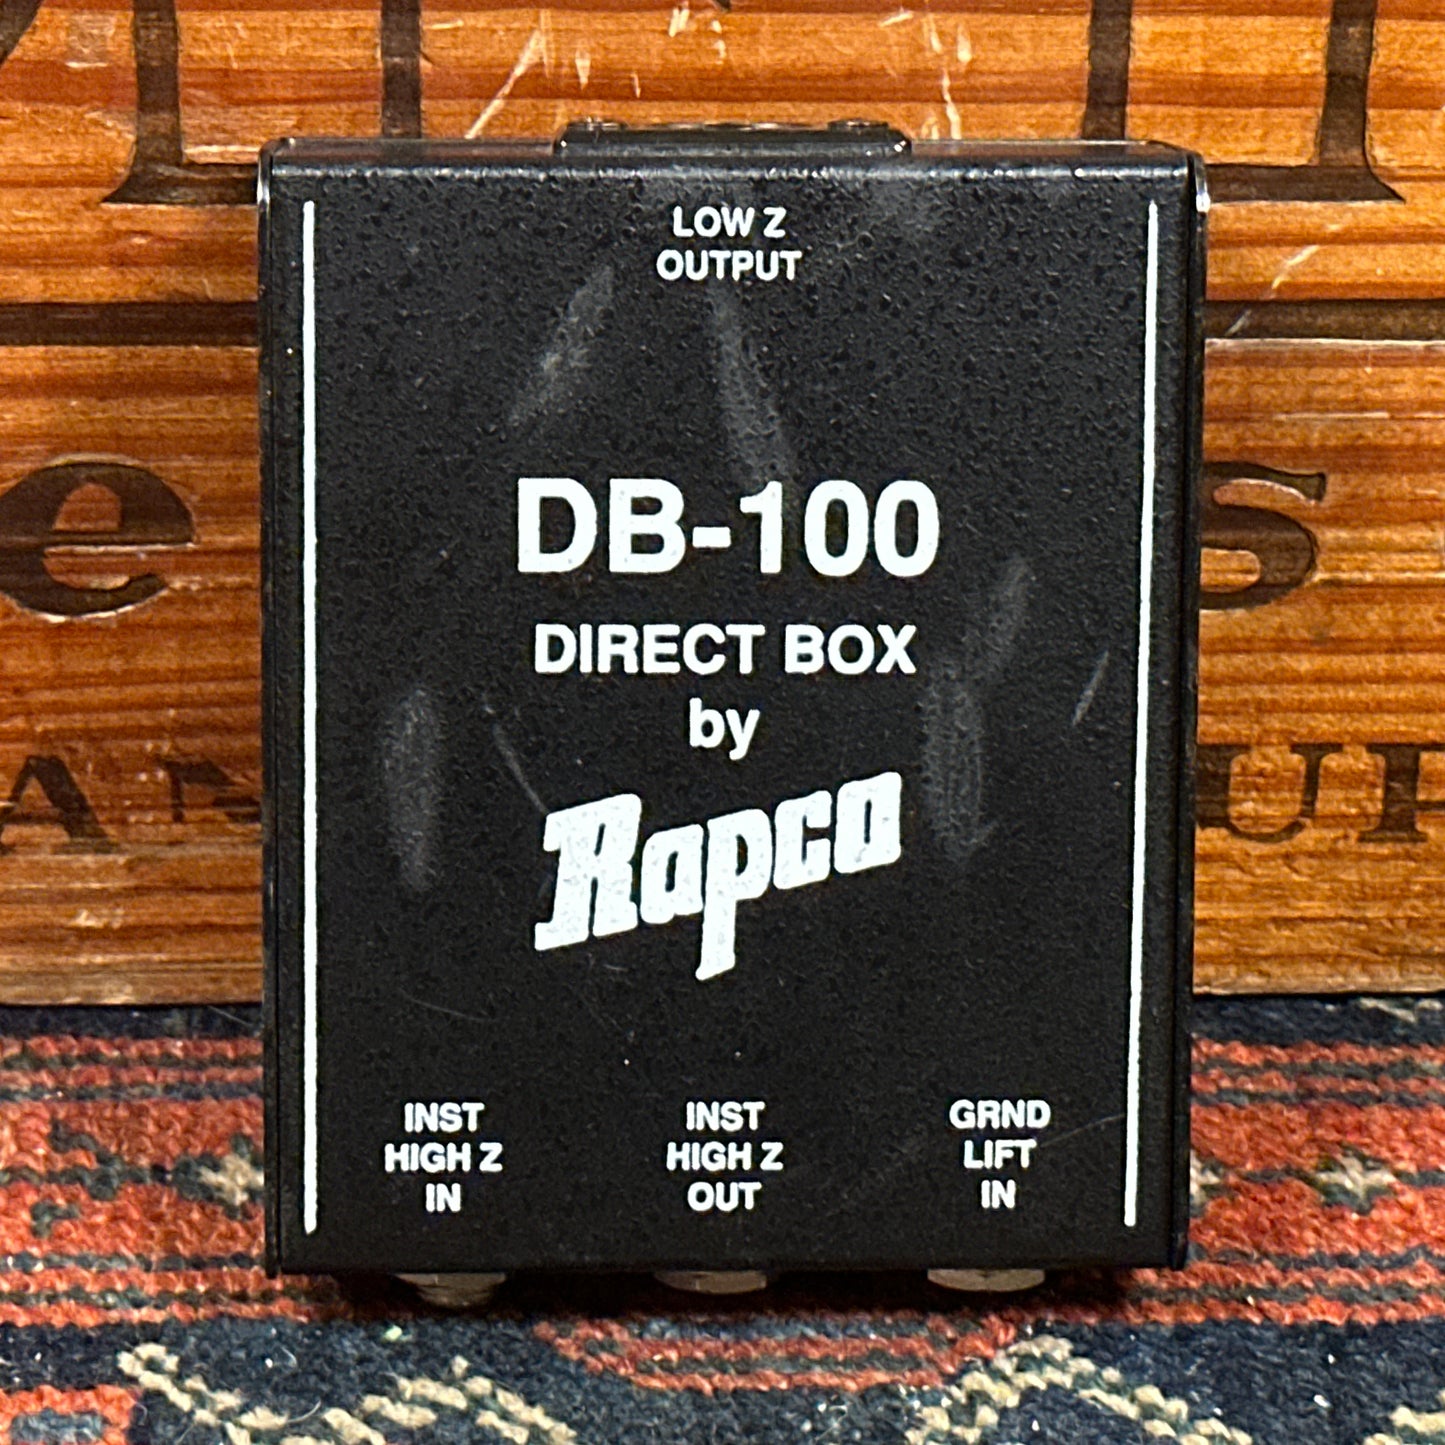 LOW Z
OUTPUT
DB-100
DIRECT BOX
by
Rapco
INST
HIGH Z
IN
INST
HIGH Z
OUT
GRND
LIFT
IN